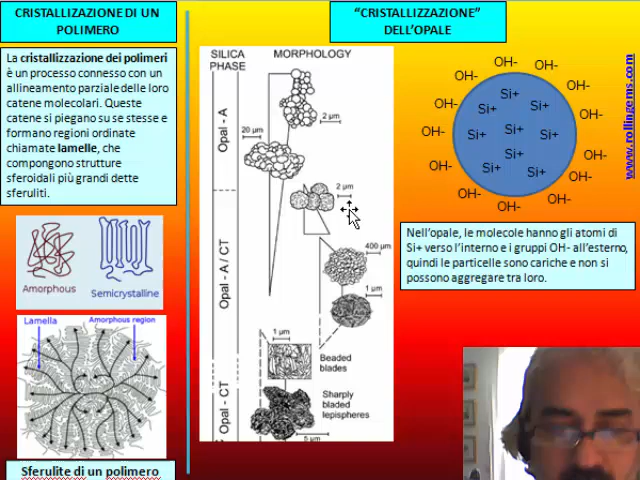 CRISTALIZZAZIONE DI UN
POLIMERO
La cristallizzazione dei polimeri
è un processo connesso con un
allineamento parziale delle loro
catene molecolari. Queste
catene si piegano su se stesse e
formano regioni ordinate
chiamate lamelle, che
compongono strutture
sferoidali più grandi dette
sferuliti.
Amorphous
Semicrystalline
Lamella
Amorphous region
Sferulite di un polimero
“CRISTALIZZAZIONE”
DELL’OPALE
SILICA
PHASE
MORPHOLOGY
Opal - A
2 µm
20 µm
2 µm
Opal - A / CT
400 µm
1 µm
1 µm
Beaded
blades
Opal - CT
Sharply
bladed
lepispheres
5 µm
OH-
OH-
OH-
OH-
OH-
OH-
OH-
OH-
OH-
OH-
OH-
OH-
OH-
OH-
Si+
Si+
Si+
Si+
Si+
Si+
Si+
Si+
Si+
www.rollingems.com
Nell’opale, le molecole hanno gli atomi di
Si+ verso l’interno e i gruppi OH- all’esterno,
quindi le particelle sono cariche e non si
possono aggregare tra loro.